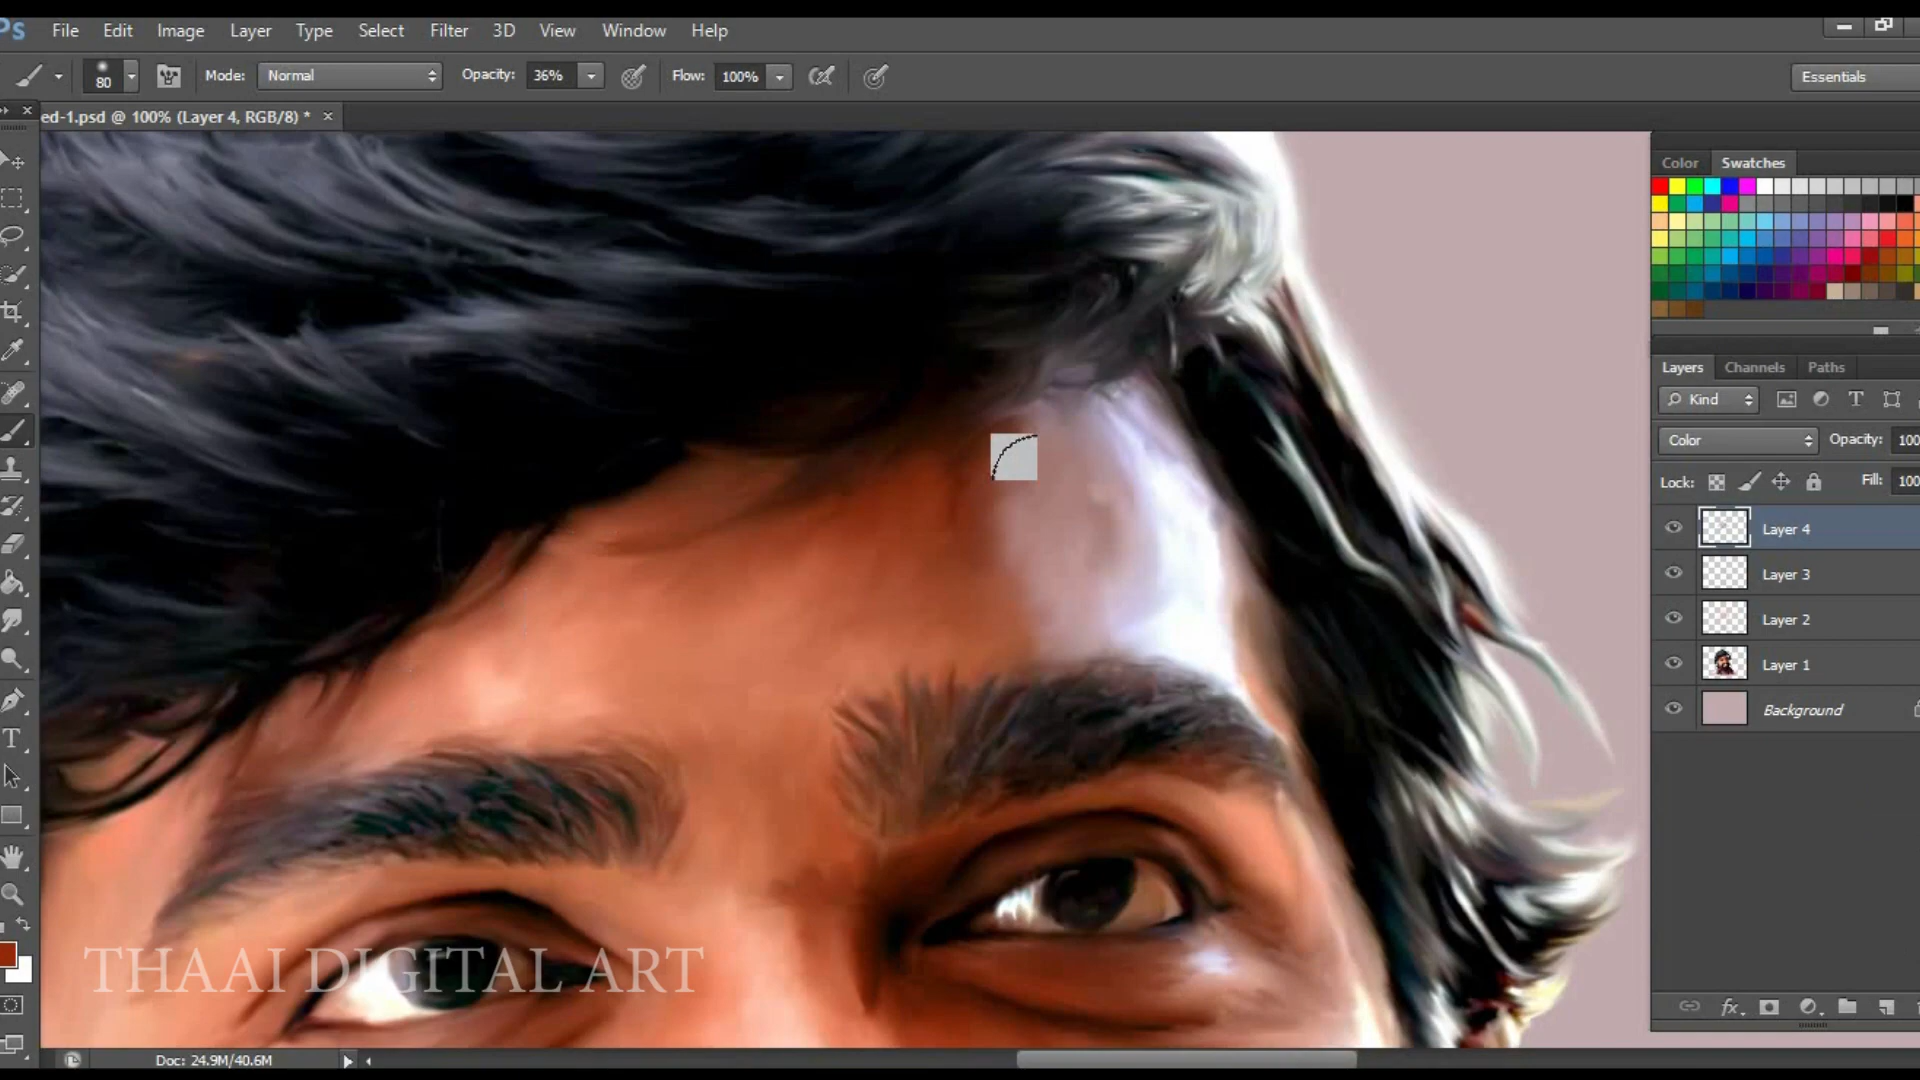 Ps File Edit Image Layer Type Select Filter 3D View Window Help
80 Mode: Normal Opacity: 36% Flow: 100% Essentials
ed-1.psd @ 100% (Layer 4, RGB/8) * ×
Color Swatches
Layers Channels Paths
Kind
Color Opacity: 100
Lock: Fill: 100
Layer 4
Layer 3
Layer 2
Layer 1
Background
THAAI DIGITAL ART
fx
Doc: 24.9M/40.6M